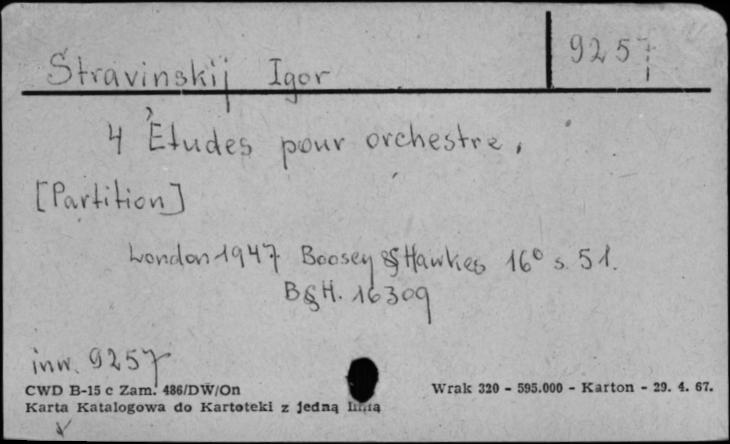 Stravinskij Igor
9257
4 Études pour orchestre.
[Partition]
London 1947 Boosey & Hawkes 16° s. 51.
B & H. 16309
inw. 9257
CWD B-15 c Zam. 486/DW/On
Wrak 320 - 595.000 - Karton - 29. 4. 67.
Karta Katalogowa do Kartoteki z jedną linią